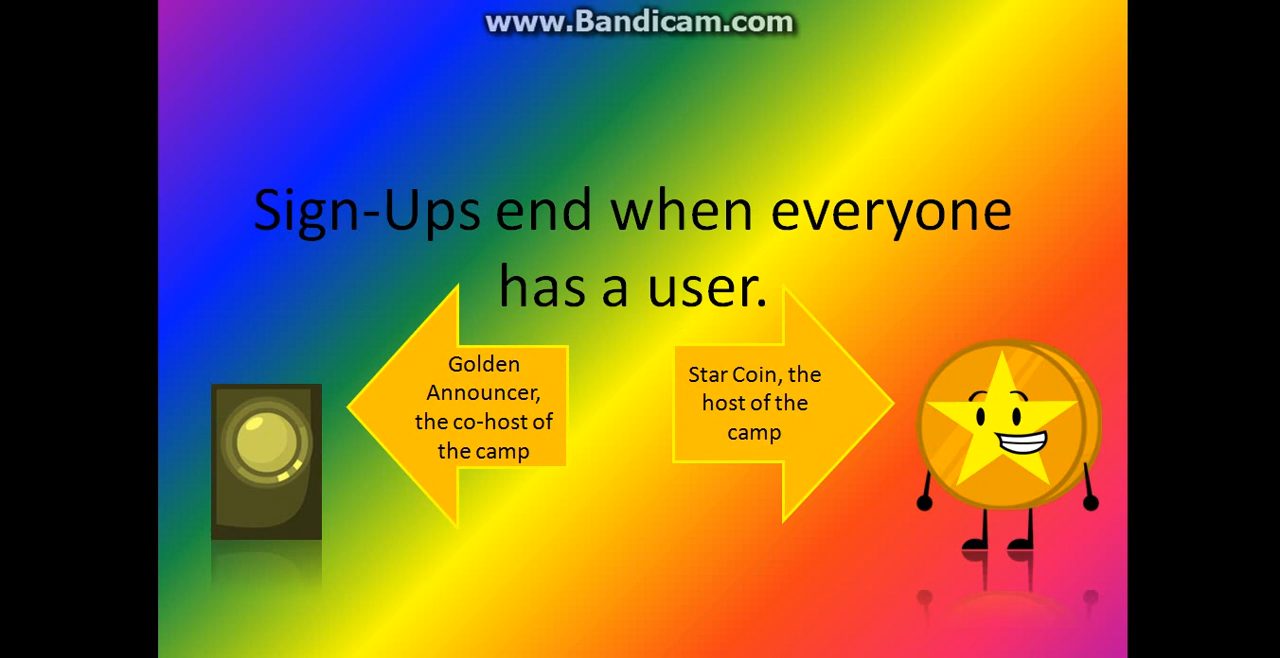 www.Bandicam.com
Sign-Ups end when everyone
has a user.
Golden
Announcer,
the co-host of
the camp
Star Coin, the
host of the
camp